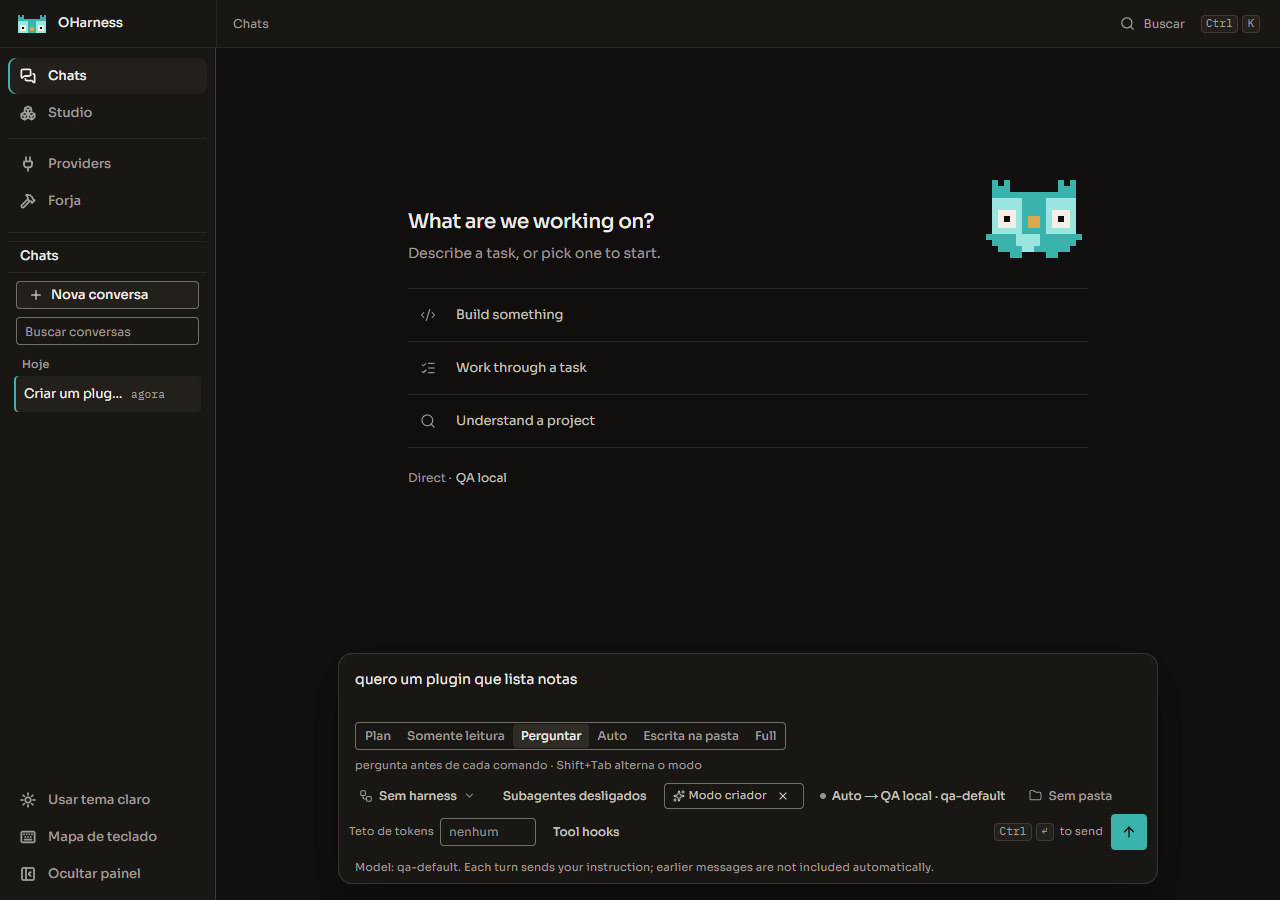 OHarness
Chats
Buscar
Ctrl K
Chats
Studio
Providers
Forja
Chats
Nova conversa
Buscar conversas
Hoje
Criar um plug... agora
Usar tema claro
Mapa de teclado
Ocultar painel
What are we working on?
Describe a task, or pick one to start.
Build something
Work through a task
Understand a project
Direct · QA local
quero um plugin que lista notas
Plan Somente leitura Perguntar Auto Escrita na pasta Full
pergunta antes de cada comando · Shift+Tab alterna o modo
Sem harness Subagentes desligados Modo criador × Auto → QA local · qa-default Sem pasta
Teto de tokens nenhum Tool hooks Ctrl ↵ to send
Model: qa-default. Each turn sends your instruction; earlier messages are not included automatically.